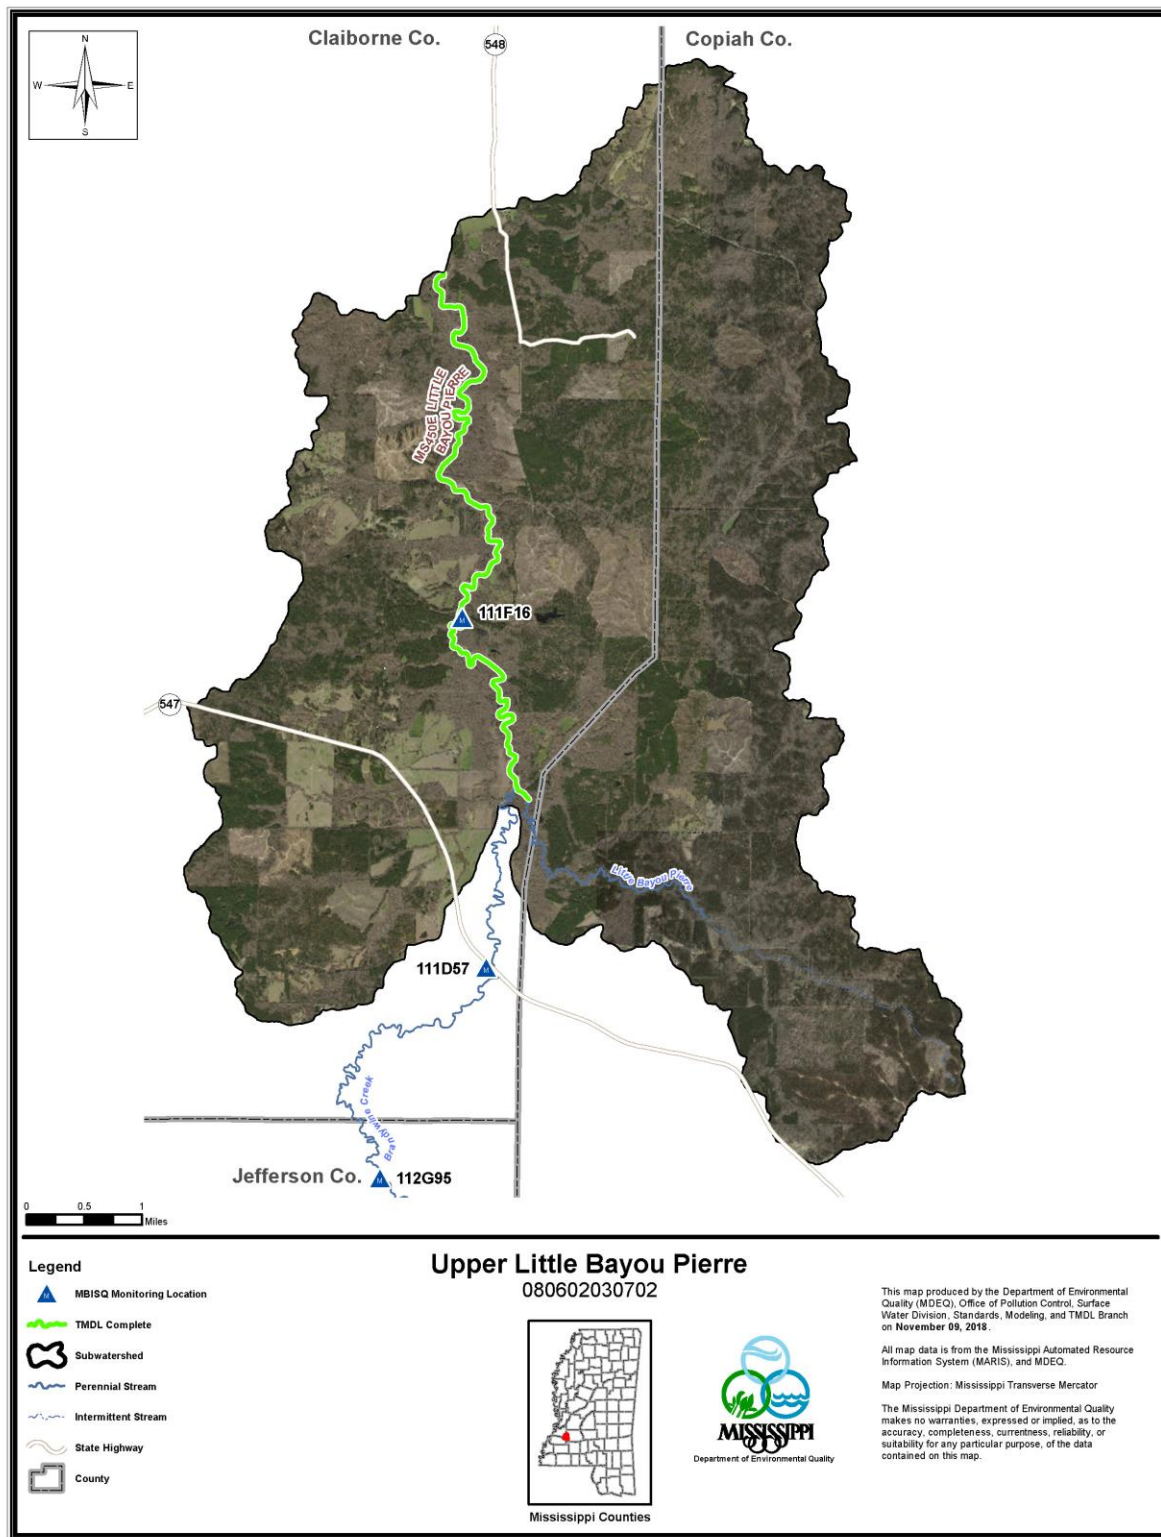 Claiborne Co.
548
Copiah Co.
N
W
E
S
MS450E LITTLE
BAYOU PIERRE
M
111F16
547
Little Bayou Pierre
111D57
M
Brandywine Creek
Jefferson Co.
M
112G95
0 0.5 1
Miles
Upper Little Bayou Pierre
080602030702
Legend
M
MBISQ Monitoring Location
TMDL Complete
Subwatershed
Perennial Stream
Intermittent Stream
State Highway
County
Mississippi Counties
MISSISSIPPI
Department of Environmental Quality
This map produced by the Department of Environmental
Quality (MDEQ), Office of Pollution Control, Surface
Water Division, Standards, Modeling, and TMDL Branch
on November 09, 2018.
All map data is from the Mississippi Automated Resource
Information System (MARIS), and MDEQ.
Map Projection: Mississippi Transverse Mercator
The Mississippi Department of Environmental Quality
makes no warranties, expressed or implied, as to the
accuracy, completeness, currentness, reliability, or
suitability for any particular purpose, of the data
contained on this map.